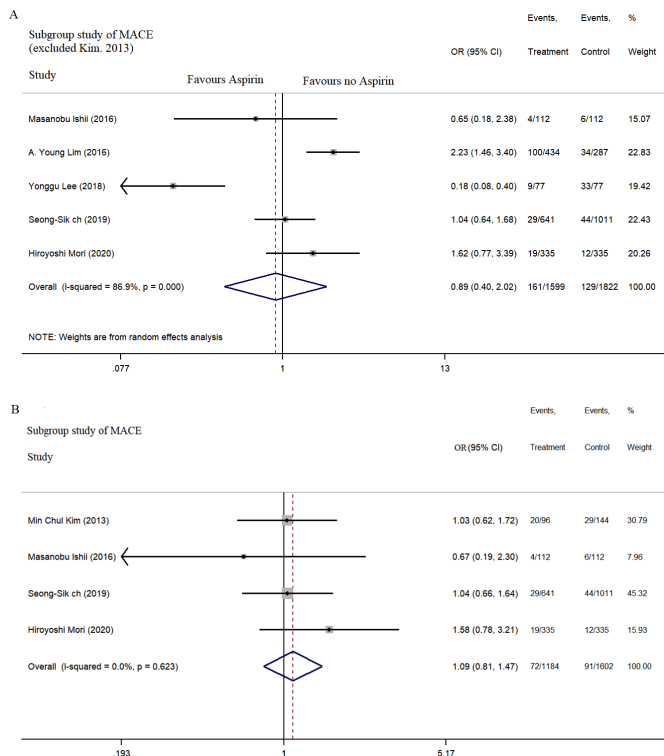 A
Subgroup study of MACE
(excluded Kim. 2013)
Events, Events, %
Study Favours Aspirin Favours no Aspirin OR (95% CI) Treatment Control Weight
Masanobu Ishii (2016) 0.65 (0.18, 2.38) 4/112 6/112 15.07
A. Young Lim (2016) 2.23 (1.46, 3.40) 100/434 34/287 22.83
Yonggu Lee (2018) 0.18 (0.08, 0.40) 9/77 33/77 19.42
Seong-Sik ch (2019) 1.04 (0.64, 1.68) 29/641 44/1011 22.43
Hiroyoshi Mori (2020) 1.62 (0.77, 3.39) 19/335 12/335 20.26
Overall (I-squared = 86.9%, p = 0.000) 0.89 (0.40, 2.02) 161/1599 129/1822 100.00
NOTE: Weights are from random effects analysis
.077 1 13
B
Events, Events, %
Subgroup study of MACE
Study OR (95% CI) Treatment Control Weight
Min Chul Kim (2013) 1.03 (0.62, 1.72) 20/96 29/144 30.79
Masanobu Ishii (2016) 0.67 (0.19, 2.30) 4/112 6/112 7.96
Seong-Sik ch (2019) 1.04 (0.66, 1.64) 29/641 44/1011 45.32
Hiroyoshi Mori (2020) 1.58 (0.78, 3.21) 19/335 12/335 15.93
Overall (I-squared = 0.0%, p = 0.623) 1.09 (0.81, 1.47) 72/1184 91/1602 100.00
.193 1 5.17